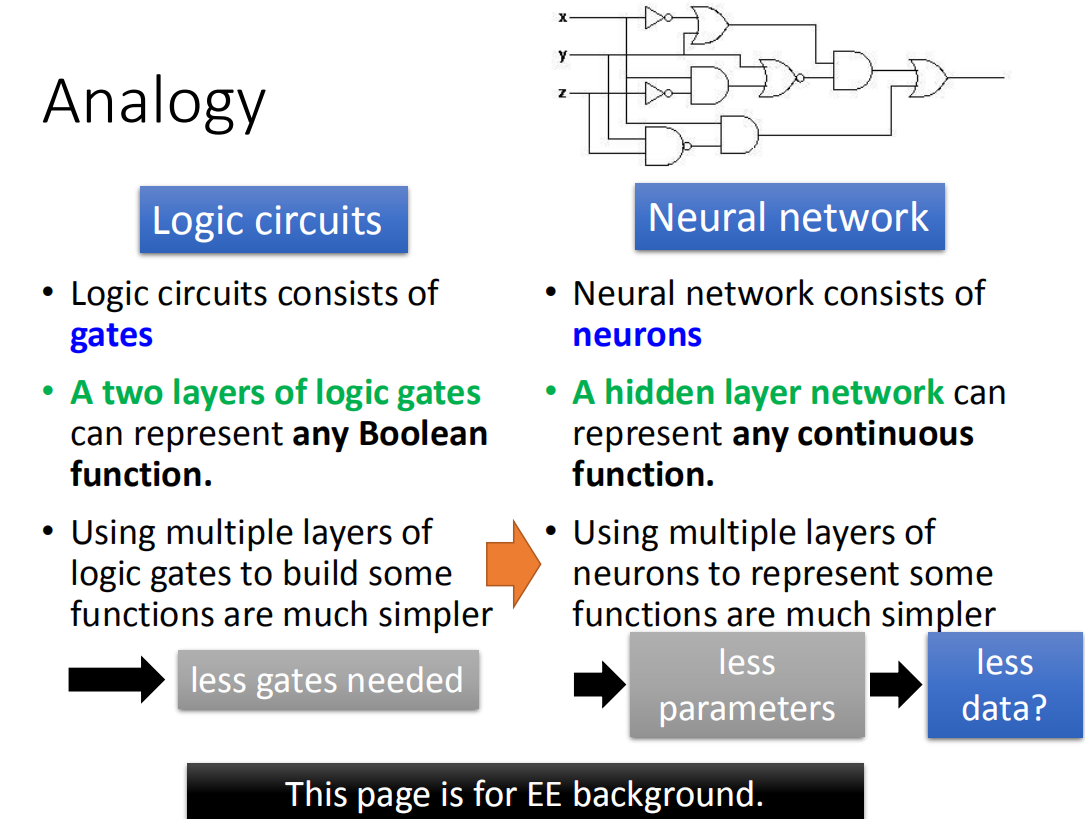 x
y
z
Analogy
Logic circuits
• Logic circuits consists of
gates
• A two layers of logic gates
can represent any Boolean
function.
• Using multiple layers of
logic gates to build some
functions are much simpler
less gates needed
Neural network
• Neural network consists of
neurons
• A hidden layer network can
represent any continuous
function.
• Using multiple layers of
neurons to represent some
functions are much simpler
less
parameters
less
data?
This page is for EE background.